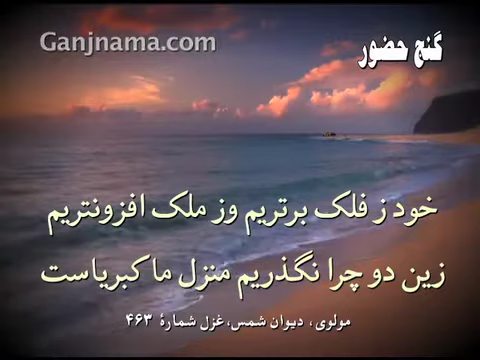 Ganjnama.com
گنج حضور
خود ز فلک برتریم وز ملک افزونتریم
زین دو چرا نگذریم منزل ما کبریاست
مولوی، دیوان شمس، غزل شمارهٔ ۴۶۳